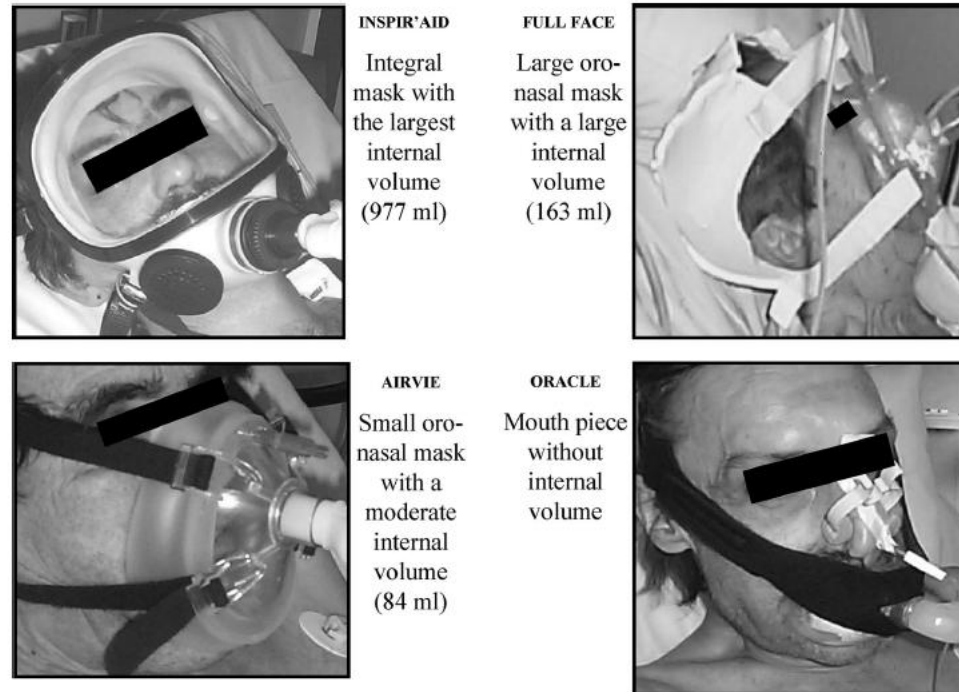 INSPIR'AID
Integral
mask with
the largest
internal
volume
(977 ml)
FULL FACE
Large oro-
nasal mask
with a large
internal
volume
(163 ml)
AIRVIE
Small oro-
nasal mask
with a
moderate
internal
volume
(84 ml)
ORACLE
Mouth piece
without
internal
volume